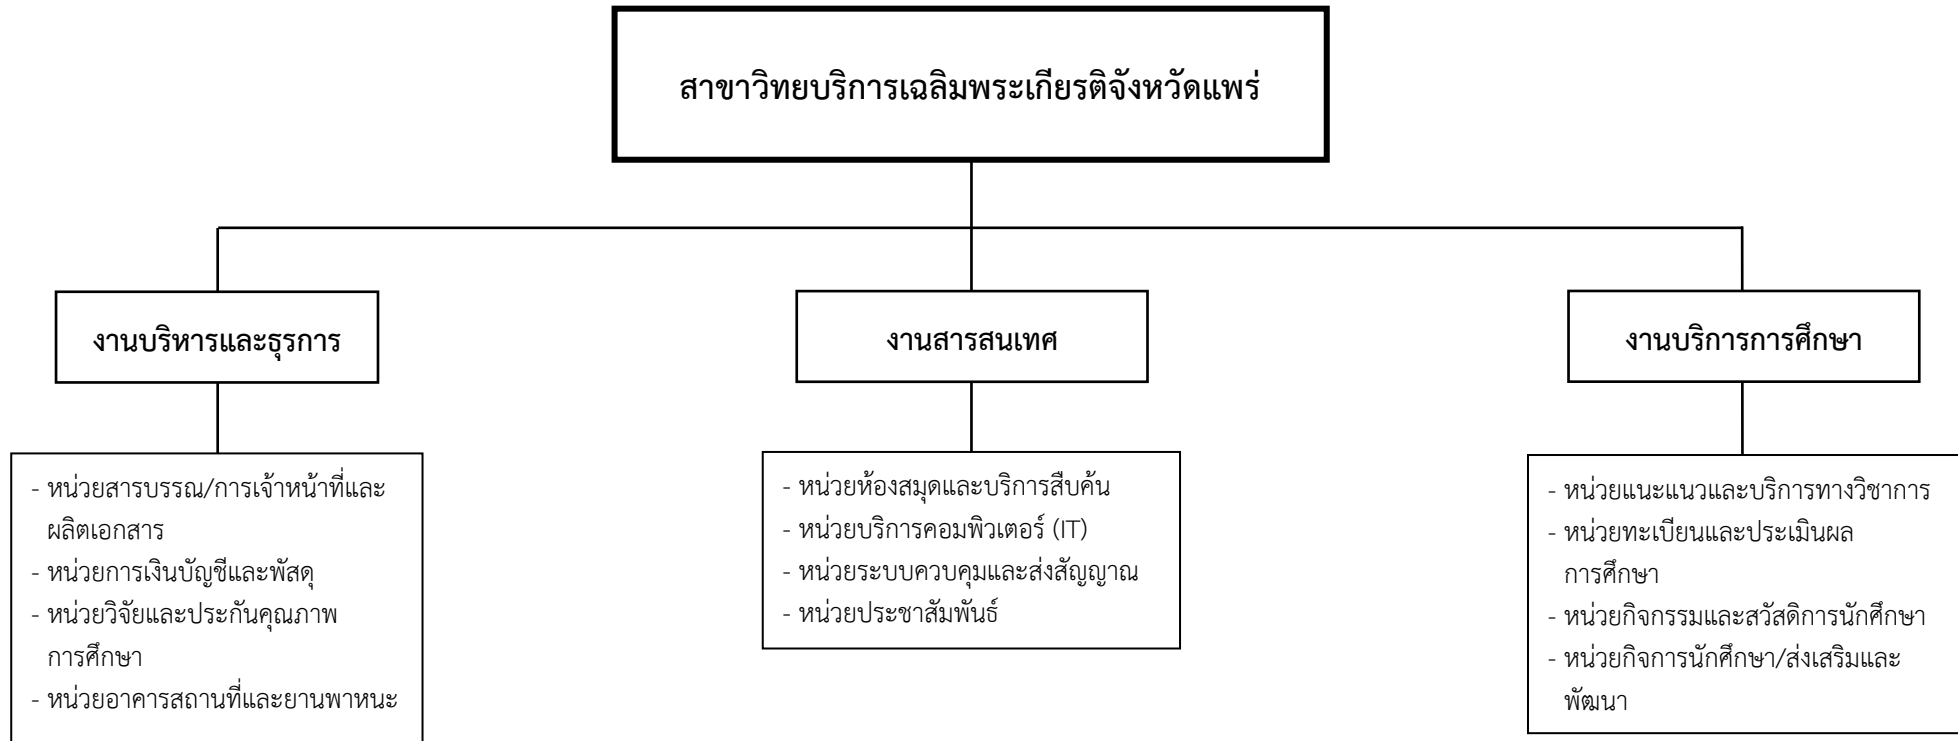 สาขาวิทยบริการเฉลิมพระเกียรติจังหวัดแพร่
งานบริหารและธุรการ
- หน่วยสารบรรณ/การเจ้าหน้าที่และ
ผลิตเอกสาร
- หน่วยการเงินบัญชีและพัสดุ
- หน่วยวิจัยและประกันคุณภาพ
การศึกษา
- หน่วยอาคารสถานที่และยานพาหนะ
งานสารสนเทศ
- หน่วยห้องสมุดและบริการสืบค้น
- หน่วยบริการคอมพิวเตอร์ (IT)
- หน่วยระบบควบคุมและส่งสัญญาณ
- หน่วยประชาสัมพันธ์
งานบริการการศึกษา
- หน่วยแนะแนวและบริการทางวิชาการ
- หน่วยทะเบียนและประเมินผล
การศึกษา
- หน่วยกิจกรรมและสวัสดิการนักศึกษา
- หน่วยกิจการนักศึกษา/ส่งเสริมและ
พัฒนา